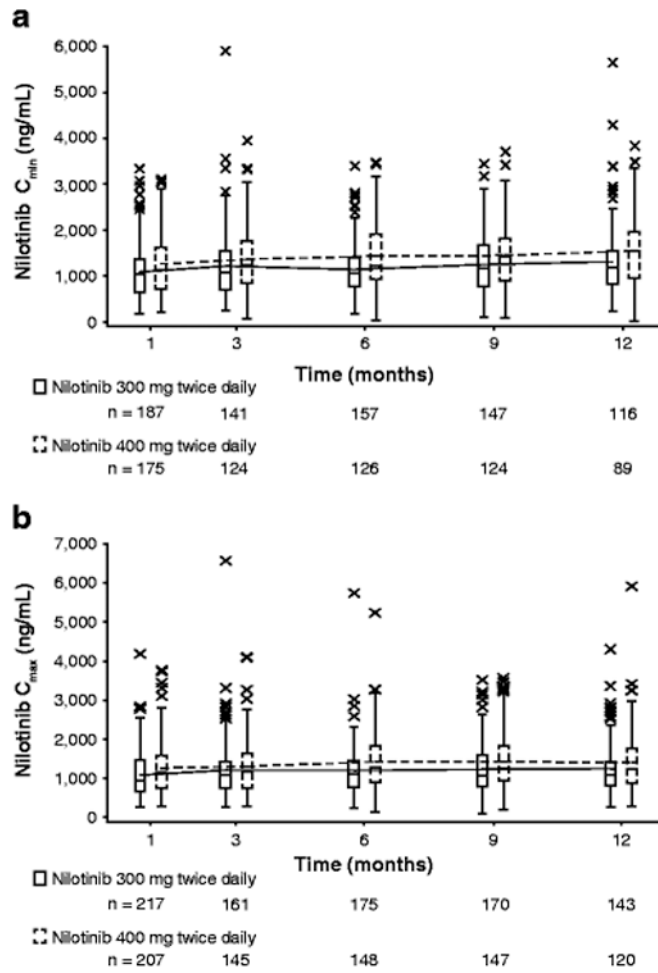 a
Nilotinib Cmin (ng/mL)
6,000
5,000
4,000
3,000
2,000
1,000
0
1 3 6 9 12
Time (months)
Nilotinib 300 mg twice daily
n = 187 141 157 147 116
Nilotinib 400 mg twice daily
n = 175 124 126 124 89
b
Nilotinib Cmax (ng/mL)
7,000
6,000
5,000
4,000
3,000
2,000
1,000
0
1 3 6 9 12
Time (months)
Nilotinib 300 mg twice daily
n = 217 161 175 170 143
Nilotinib 400 mg twice daily
n = 207 145 148 147 120